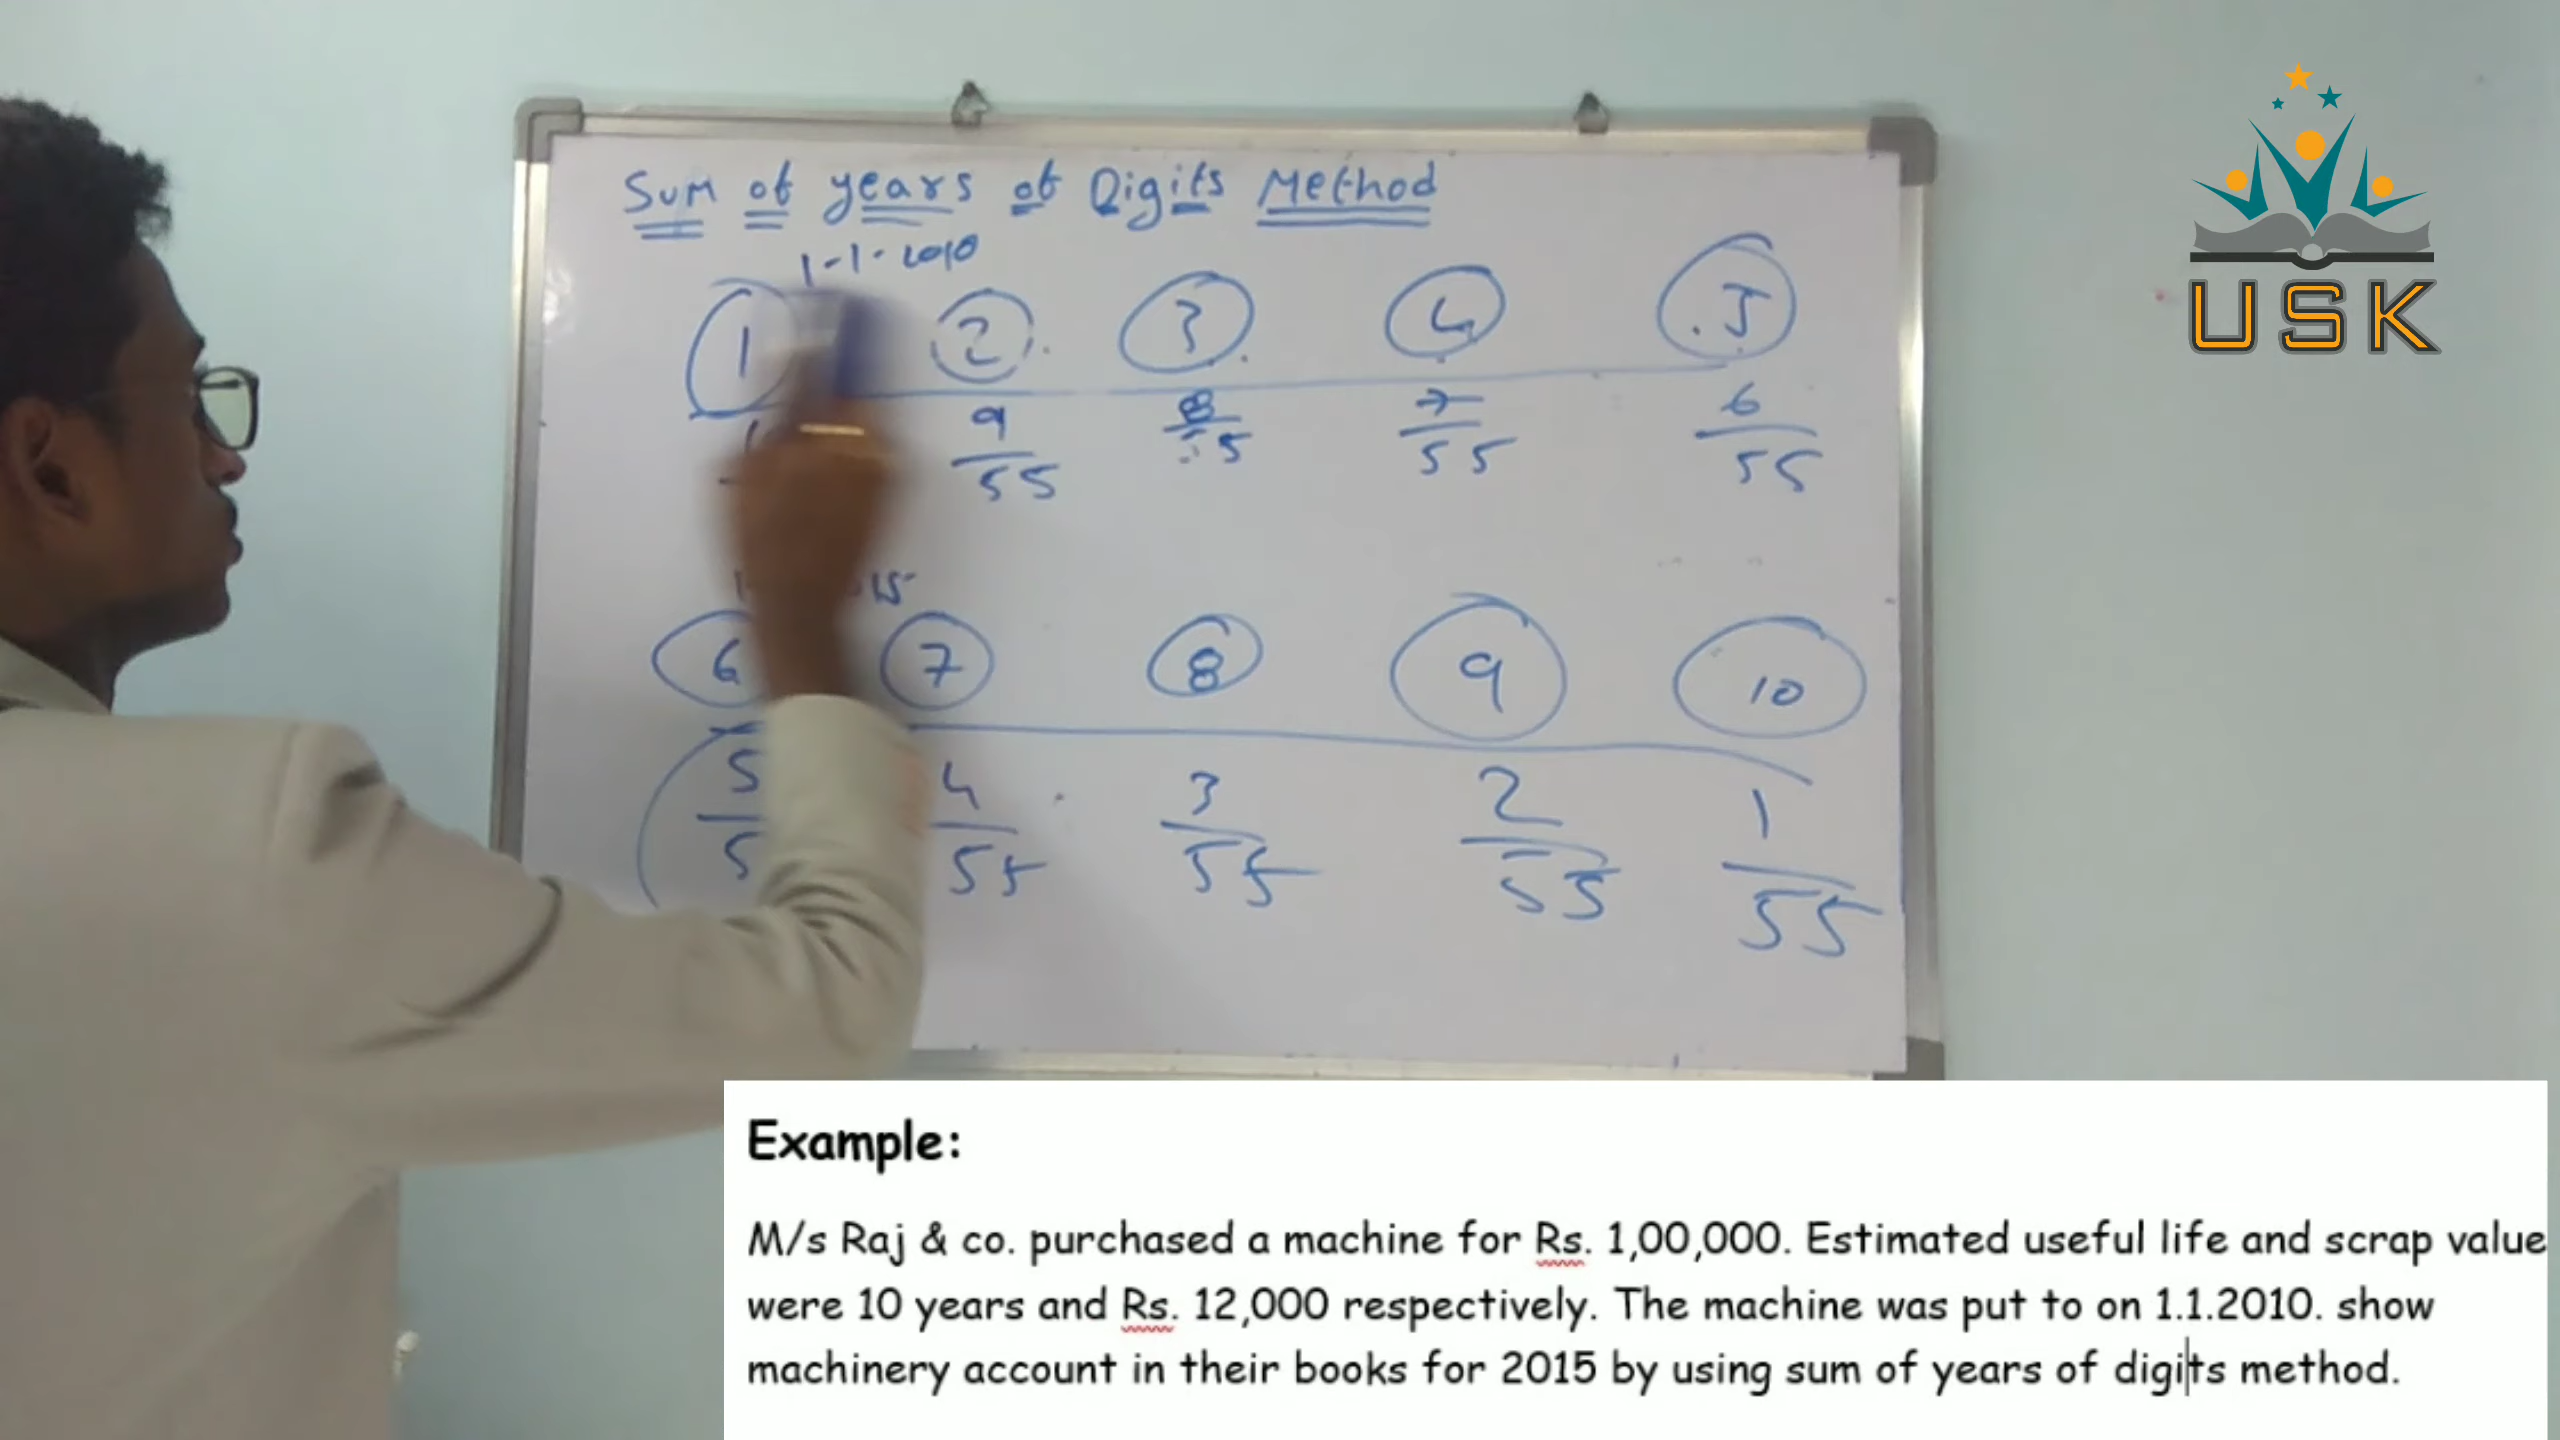 Sum of years of Digits Method
1-1-2010
1 2 3 4 5
9 8 7 6
55 5 55 55
15
6 7 8 9 10
5 4 3 2 1
5 55 55 55 55
USK
Example:
M/s Raj & co. purchased a machine for Rs. 1,00,000. Estimated useful life and scrap value
were 10 years and Rs. 12,000 respectively. The machine was put to on 1.1.2010. show
machinery account in their books for 2015 by using sum of years of digits method.